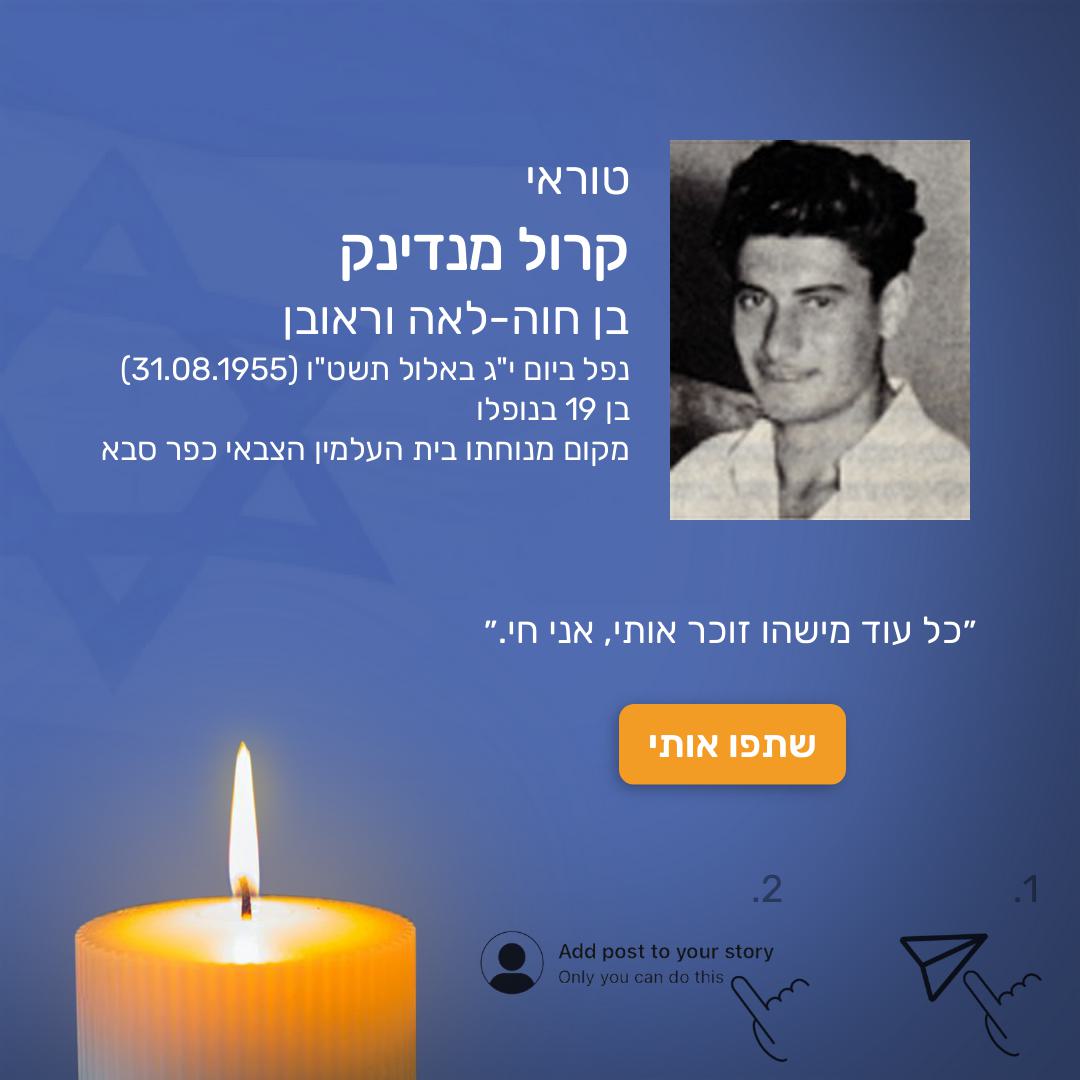 טוראי
קרול מנדינק
בן חוה-לאה וראובן
נפל ביום י"ג באלול תשט"ו (31.08.1955)
בן 19 בנופלו
מקום מנוחתו בית העלמין הצבאי כפר סבא
״כל עוד מישהו זוכר אותי, אני חי.״
שתפו אותי
1.
2.
Add post to your story
Only you can do this